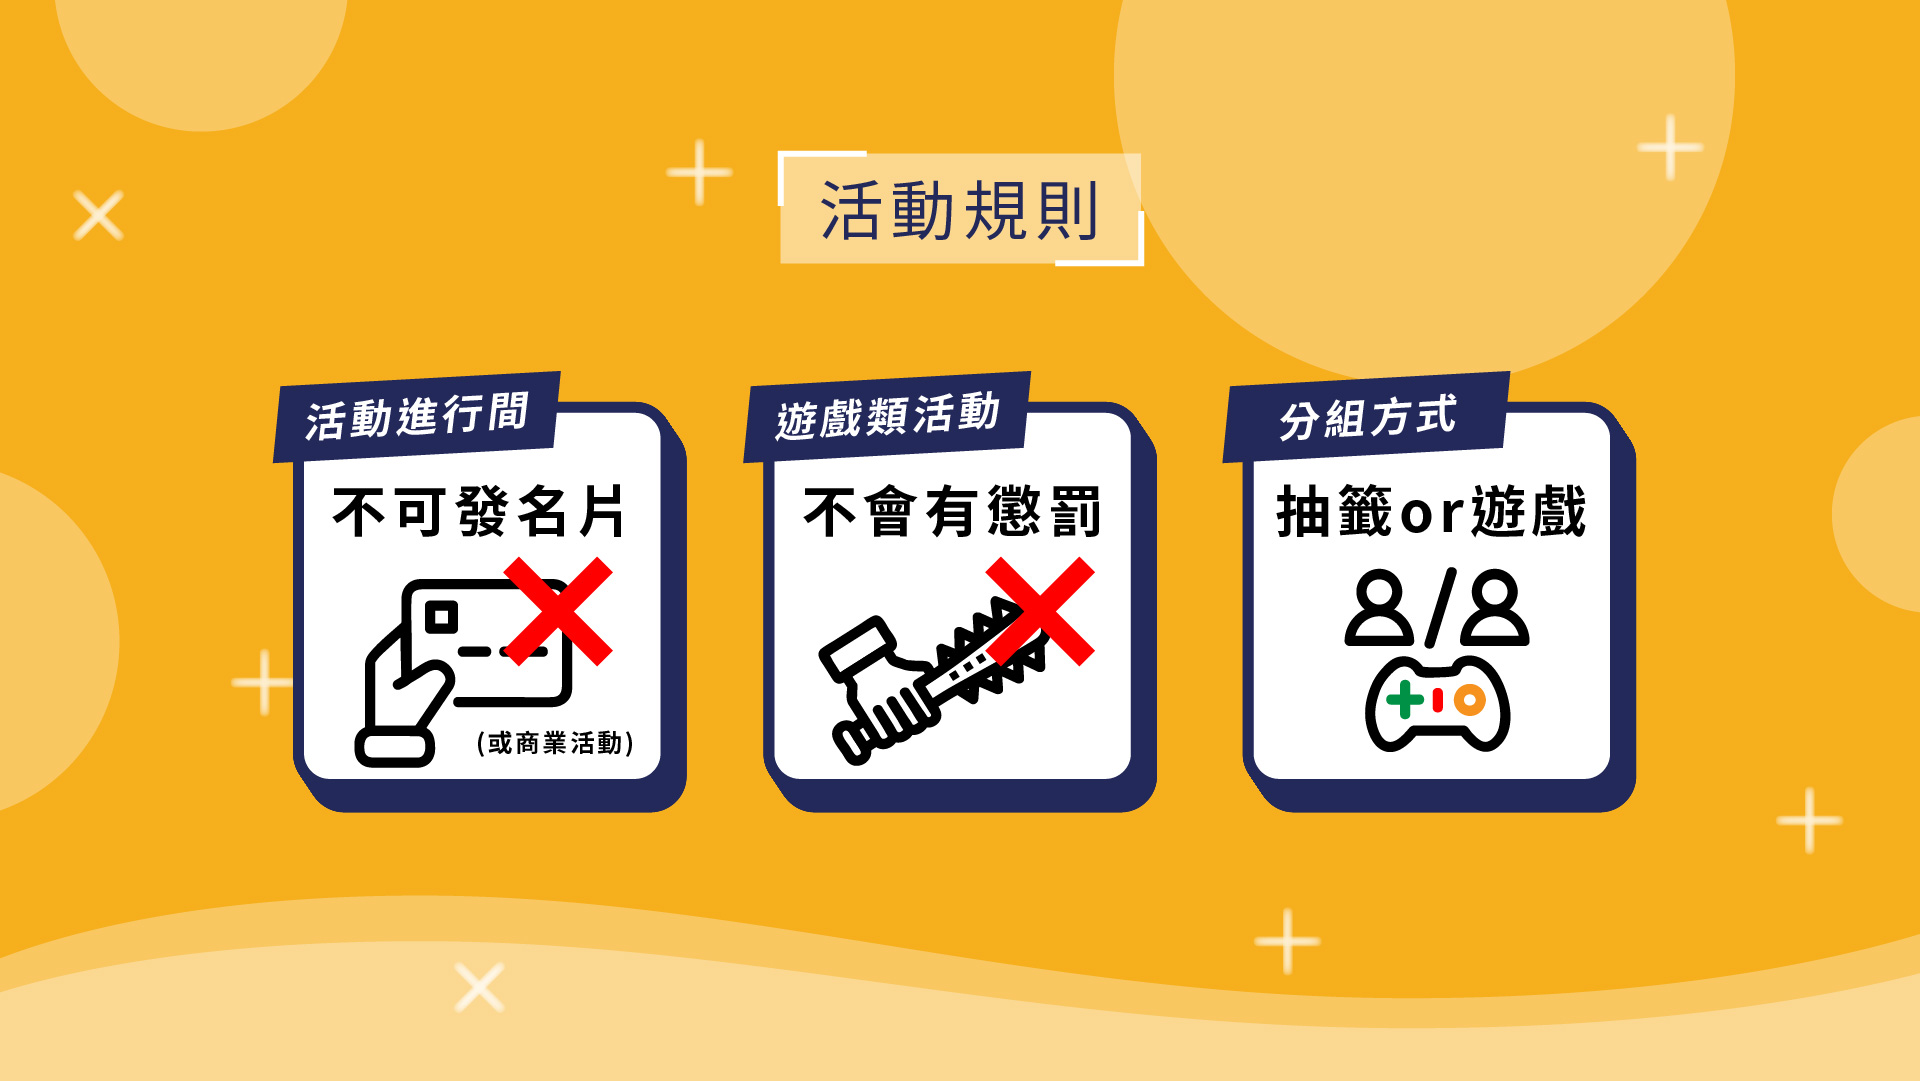 活動規則
活動進行間
不可發名片
(或商業活動)
遊戲類活動
不會有懲罰
分組方式
抽籤or遊戲